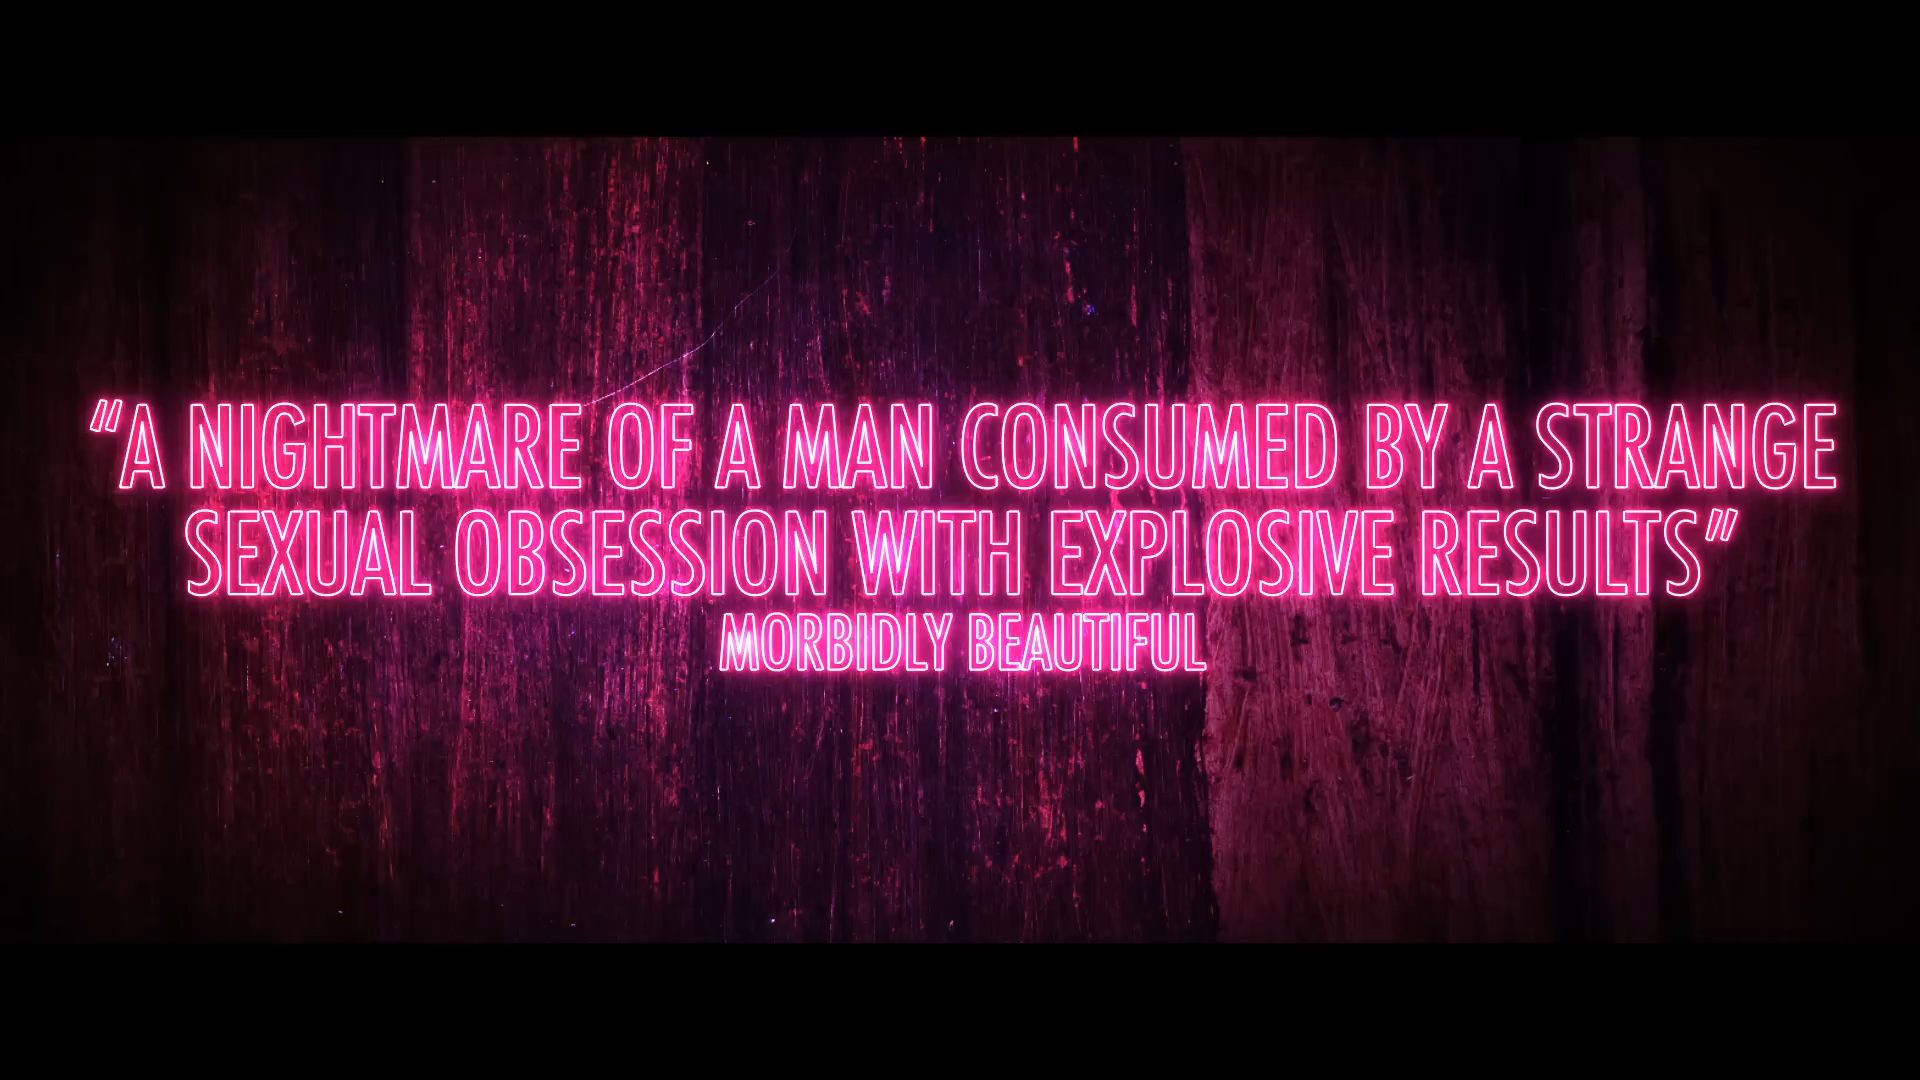 “A NIGHTMARE OF A MAN CONSUMED BY A STRANGE
SEXUAL OBSESSION WITH EXPLOSIVE RESULTS”
MORBIDLY BEAUTIFUL